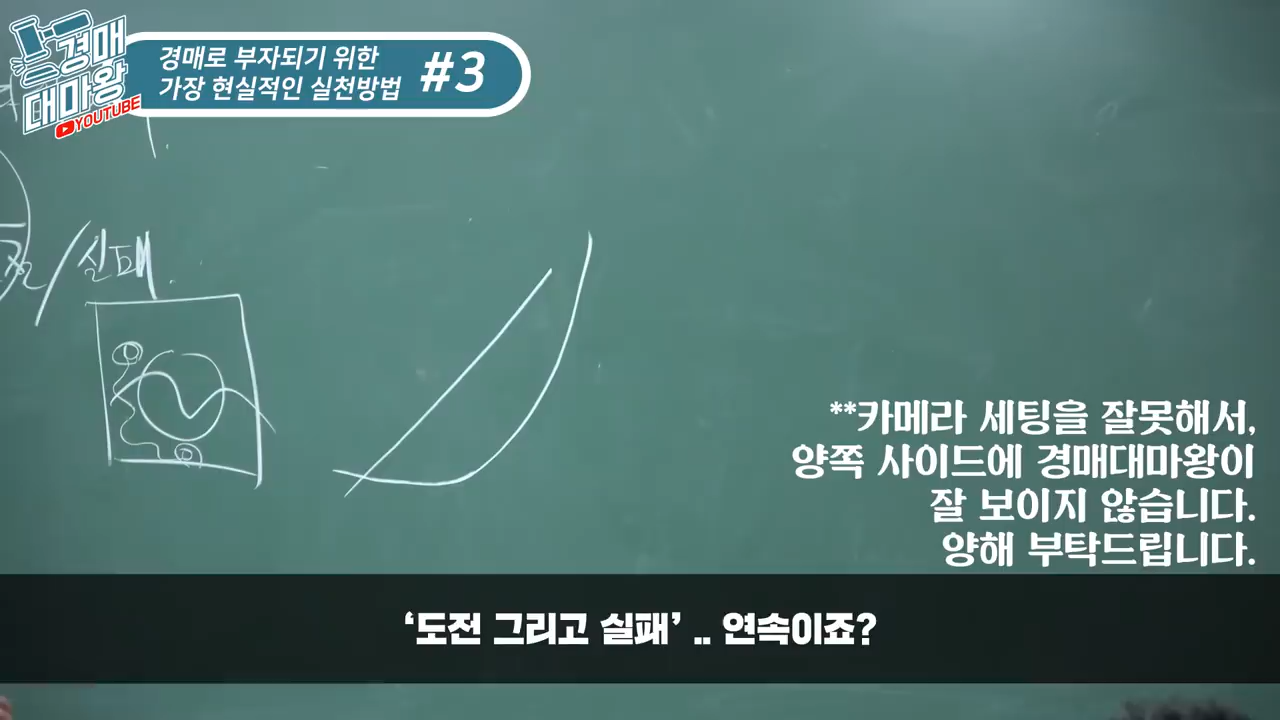 경매
대마왕
YOUTUBE
경매로 부자되기 위한
가장 현실적인 실천방법
#3
/실패
**카메라 세팅을 잘못해서,
양쪽 사이드에 경매대마왕이
잘 보이지 않습니다.
양해 부탁드립니다.
‘도전 그리고 실패’ .. 연속이죠?